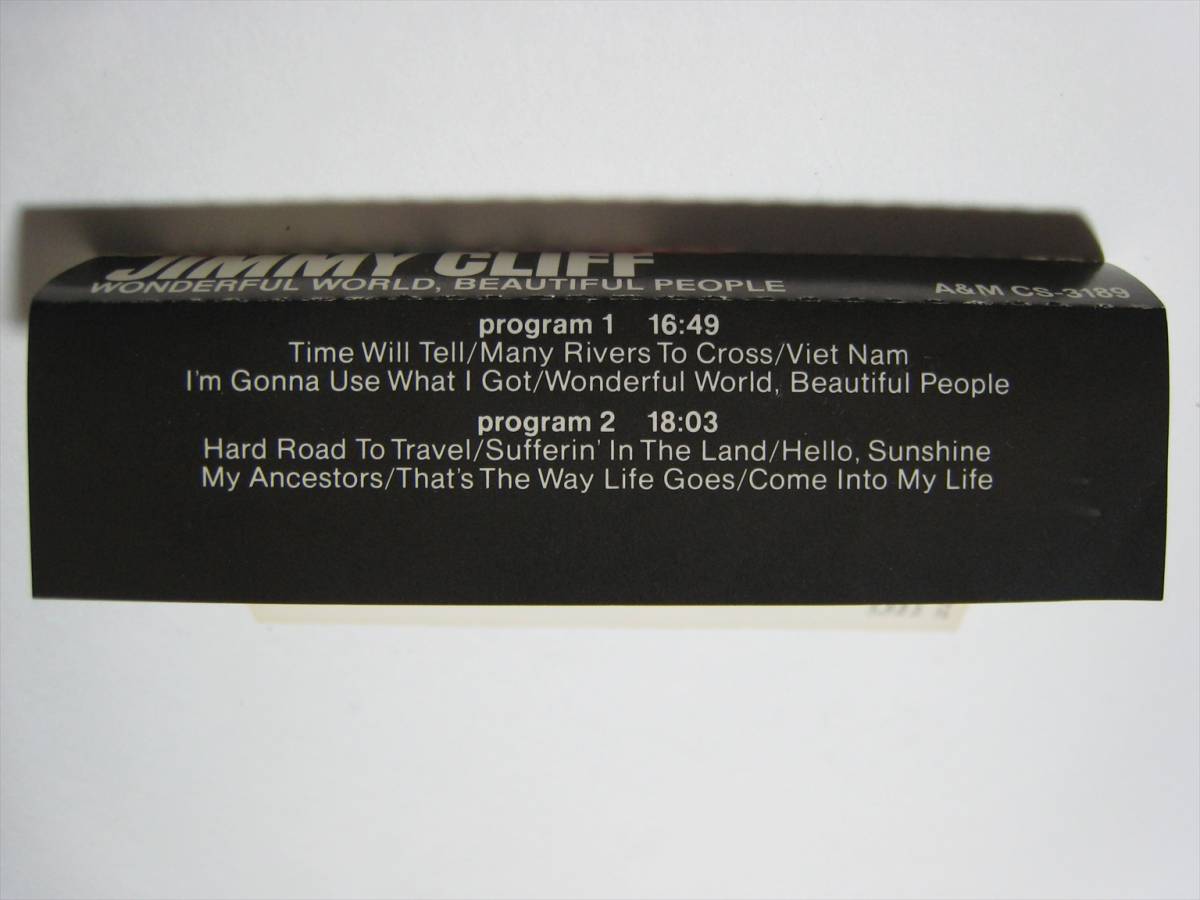 JIMMY CLIFF
WONDERFUL WORLD, BEAUTIFUL PEOPLE
A&M CS-3189
program 1 16:49
Time Will Tell/Many Rivers To Cross/Viet Nam
I'm Gonna Use What I Got/Wonderful World, Beautiful People
program 2 18:03
Hard Road To Travel/Sufferin' In The Land/Hello, Sunshine
My Ancestors/That's The Way Life Goes/Come Into My Life